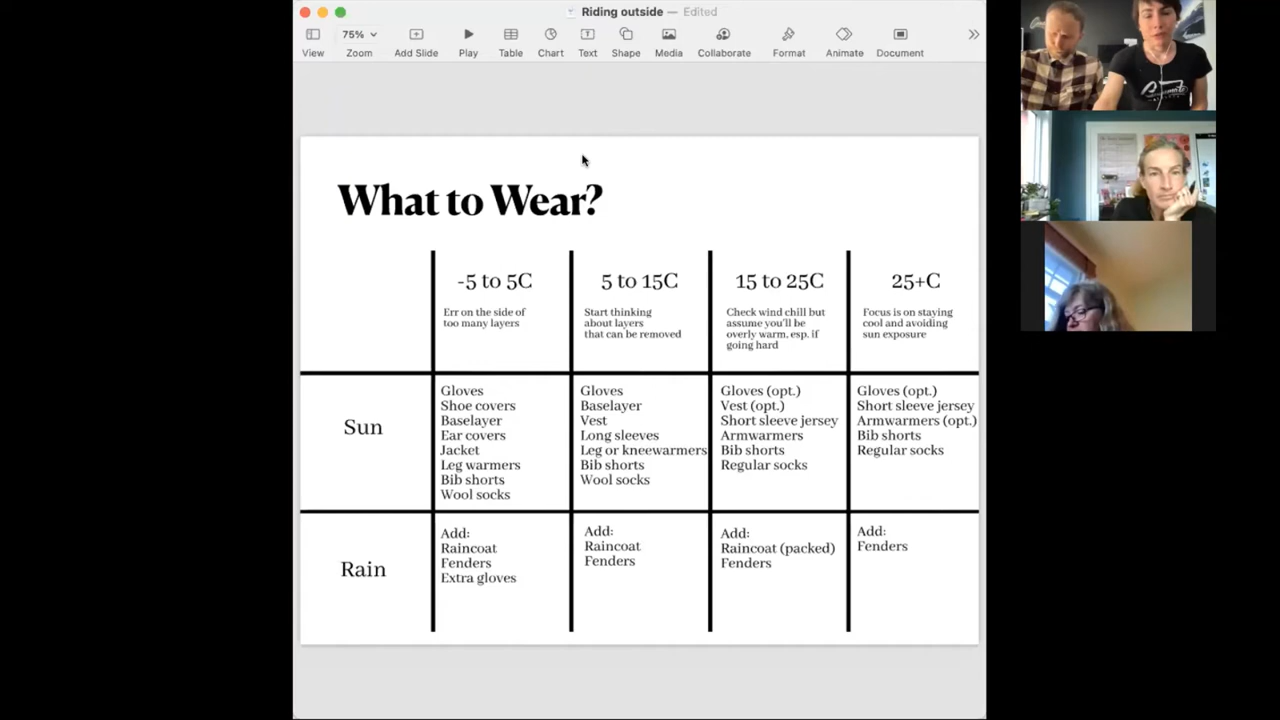 Riding outside — Edited
75%
View Zoom Add Slide Play Table Chart Text Shape Media Collaborate Format Animate Document
What to Wear?
-5 to 5C
Err on the side of
too many layers
5 to 15C
Start thinking
about layers
that can be removed
15 to 25C
Check wind chill but
assume you'll be
overly warm, esp. if
going hard
25+C
Focus is on staying
cool and avoiding
sun exposure
Sun
Gloves
Shoe covers
Baselayer
Ear covers
Jacket
Leg warmers
Bib shorts
Wool socks
Gloves
Baselayer
Vest
Long sleeves
Leg or kneewarmers
Bib shorts
Wool socks
Gloves (opt.)
Vest (opt.)
Short sleeve jersey
Armwarmers
Bib shorts
Regular socks
Gloves (opt.)
Short sleeve jersey
Armwarmers (opt.)
Bib shorts
Regular socks
Rain
Add:
Raincoat
Fenders
Extra gloves
Add:
Raincoat
Fenders
Add:
Raincoat (packed)
Fenders
Add:
Fenders